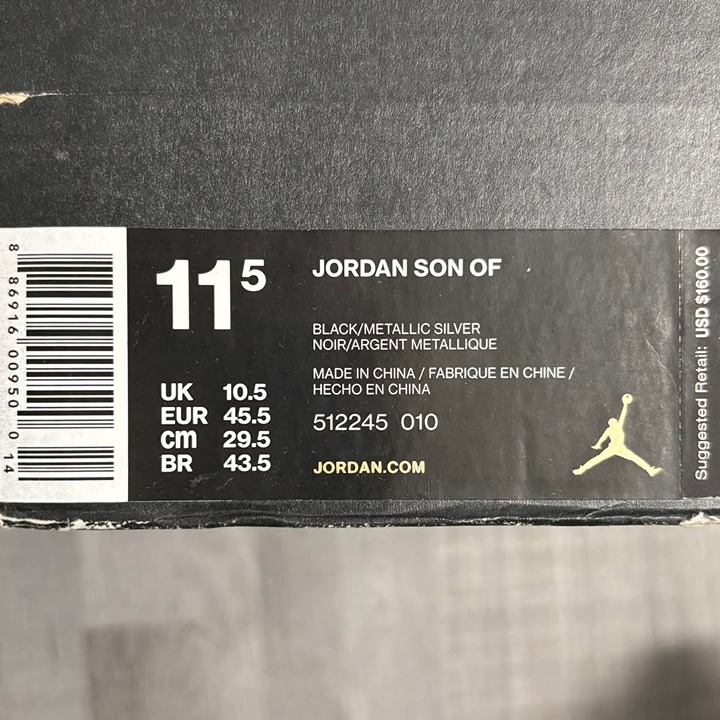 8 86916 00950 0 14
11 5
JORDAN SON OF
BLACK/METALLIC SILVER
NOIR/ARGENT METALLIQUE
MADE IN CHINA / FABRIQUE EN CHINE /
HECHO EN CHINA
512245 010
JORDAN.COM
UK 10.5
EUR 45.5
cm 29.5
BR 43.5
Suggested Retail: USD $160.00